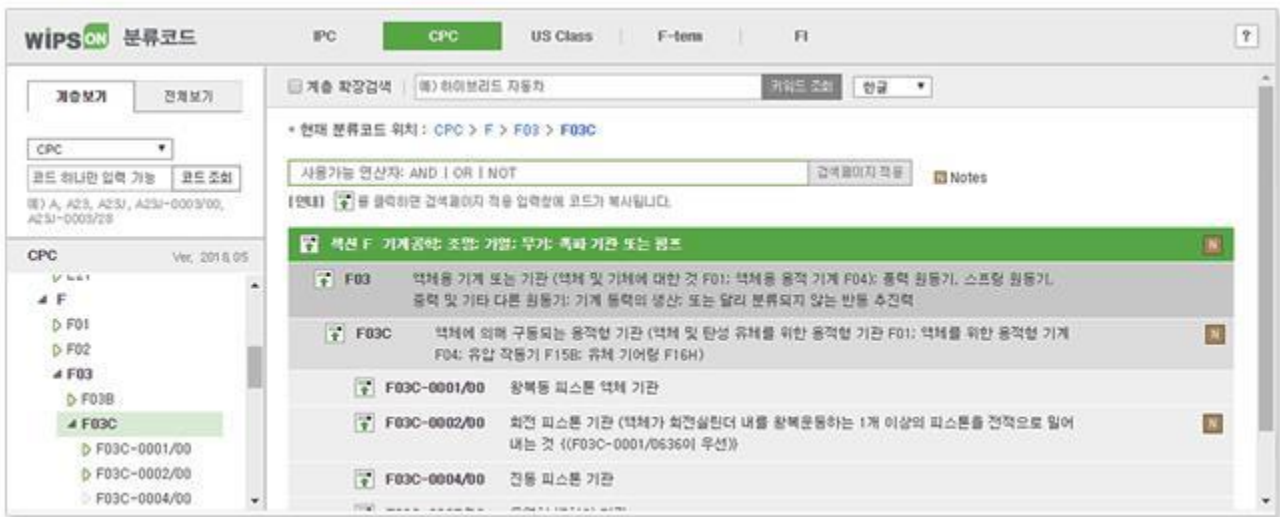 WIPS ON 분류코드
IPC CPC US Class F-term FI ?
계층보기 전체보기
계층 확장검색 예) 하이브리드 자동차 키워드 조회 한글
• 현재 분류코드 위치 : CPC > F > F03 > F03C
CPC
코드 하나만 입력 가능 코드 조회
예) A, A23, A23J, A23J-0003/00,
A23J-0003/28
사용가능 연산자: AND | OR | NOT 검색페이지 적용 N Notes
[안내] 를 클릭하면 검색페이지 적용 입력창에 코드가 복사됩니다.
CPC Ver. 2018.05
F
F01
F02
F03
F03B
F03C
F03C-0001/00
F03C-0002/00
F03C-0004/00
섹션 F 기계공학; 조명; 가열; 무기; 폭파 기관 또는 펌프 N
F03 액체용 기계 또는 기관 (액체 및 기체에 대한 것 F01; 액체용 용적 기계 F04); 풍력 원동기, 스프링 원동기,
중력 및 기타 다른 원동기; 기계 동력의 생산; 또는 달리 분류되지 않는 반동 추진력
F03C 액체에 의해 구동되는 용적형 기관 (액체 및 탄성 유체를 위한 용적형 기관 F01; 액체를 위한 용적형 기계 N
F04; 유압 작동기 F15B; 유체 기어링 F16H)
F03C-0001/00 왕복동 피스톤 액체 기관
F03C-0002/00 회전 피스톤 기관 (액체가 회전실린더 내를 왕복운동하는 1개 이상의 피스톤을 전적으로 밀어 N
내는 것 {(F03C-0001/0636이 우선)}
F03C-0004/00 진동 피스톤 기관